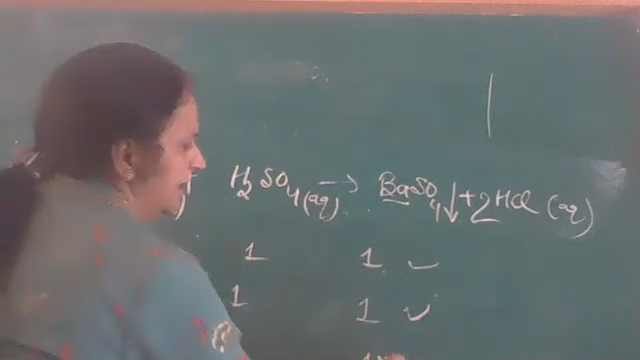 H2SO4(aq) → BaSO4↓+2HCl (aq)
1 1 ✓
1 1 ✓